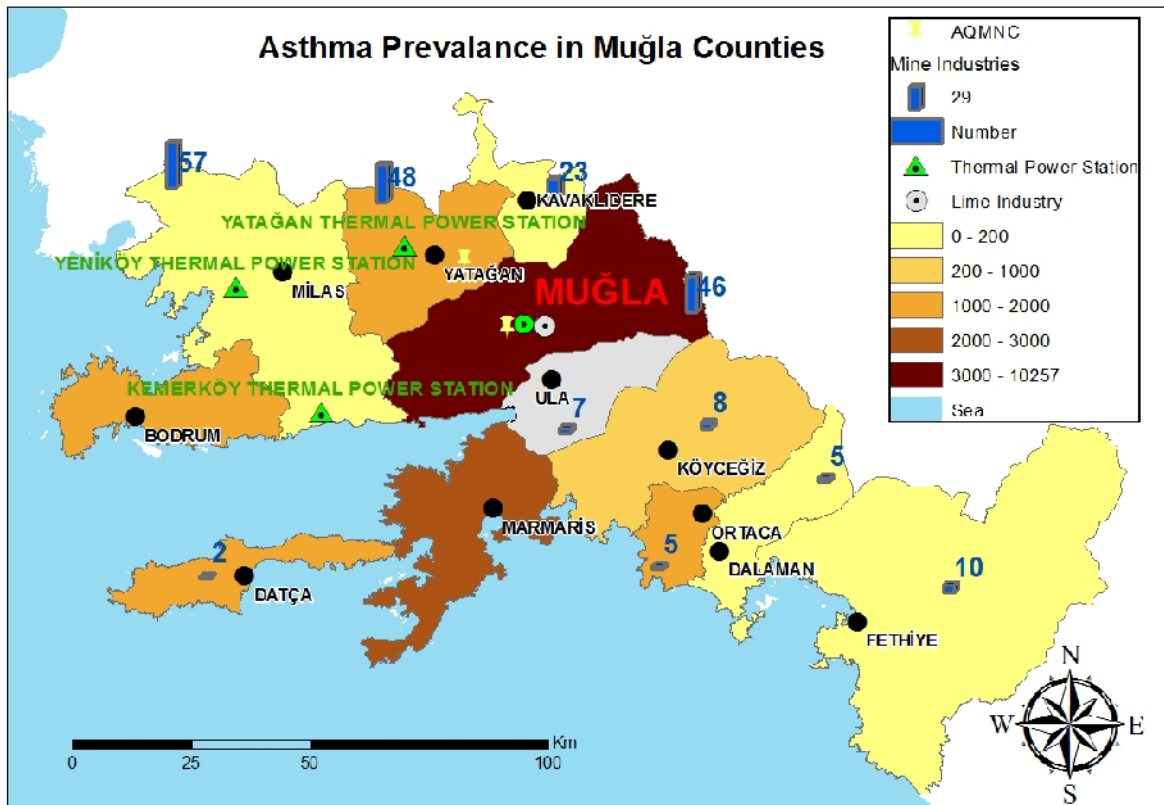 Asthma Prevalance in Muğla Counties
AQMNC
Mine Industries
29
Number
Thermal Power Station
Lime Industry
0 - 200
200 - 1000
1000 - 2000
2000 - 3000
3000 - 10257
Sea
57
48
23
KAVAKLIDERE
YATAĞAN THERMAL POWER STATION
YENİKÖY THERMAL POWER STATION
YATAĞAN
MİLAS
MUĞLA
46
KEMERKÖY THERMAL POWER STATION
ULA
7
8
BODRUM
KÖYCEĞİZ
5
MARMARİS
ORTACA
5
DALAMAN
2
DATÇA
10
FETHİYE
N
W
E
S
Km
0
25
50
100